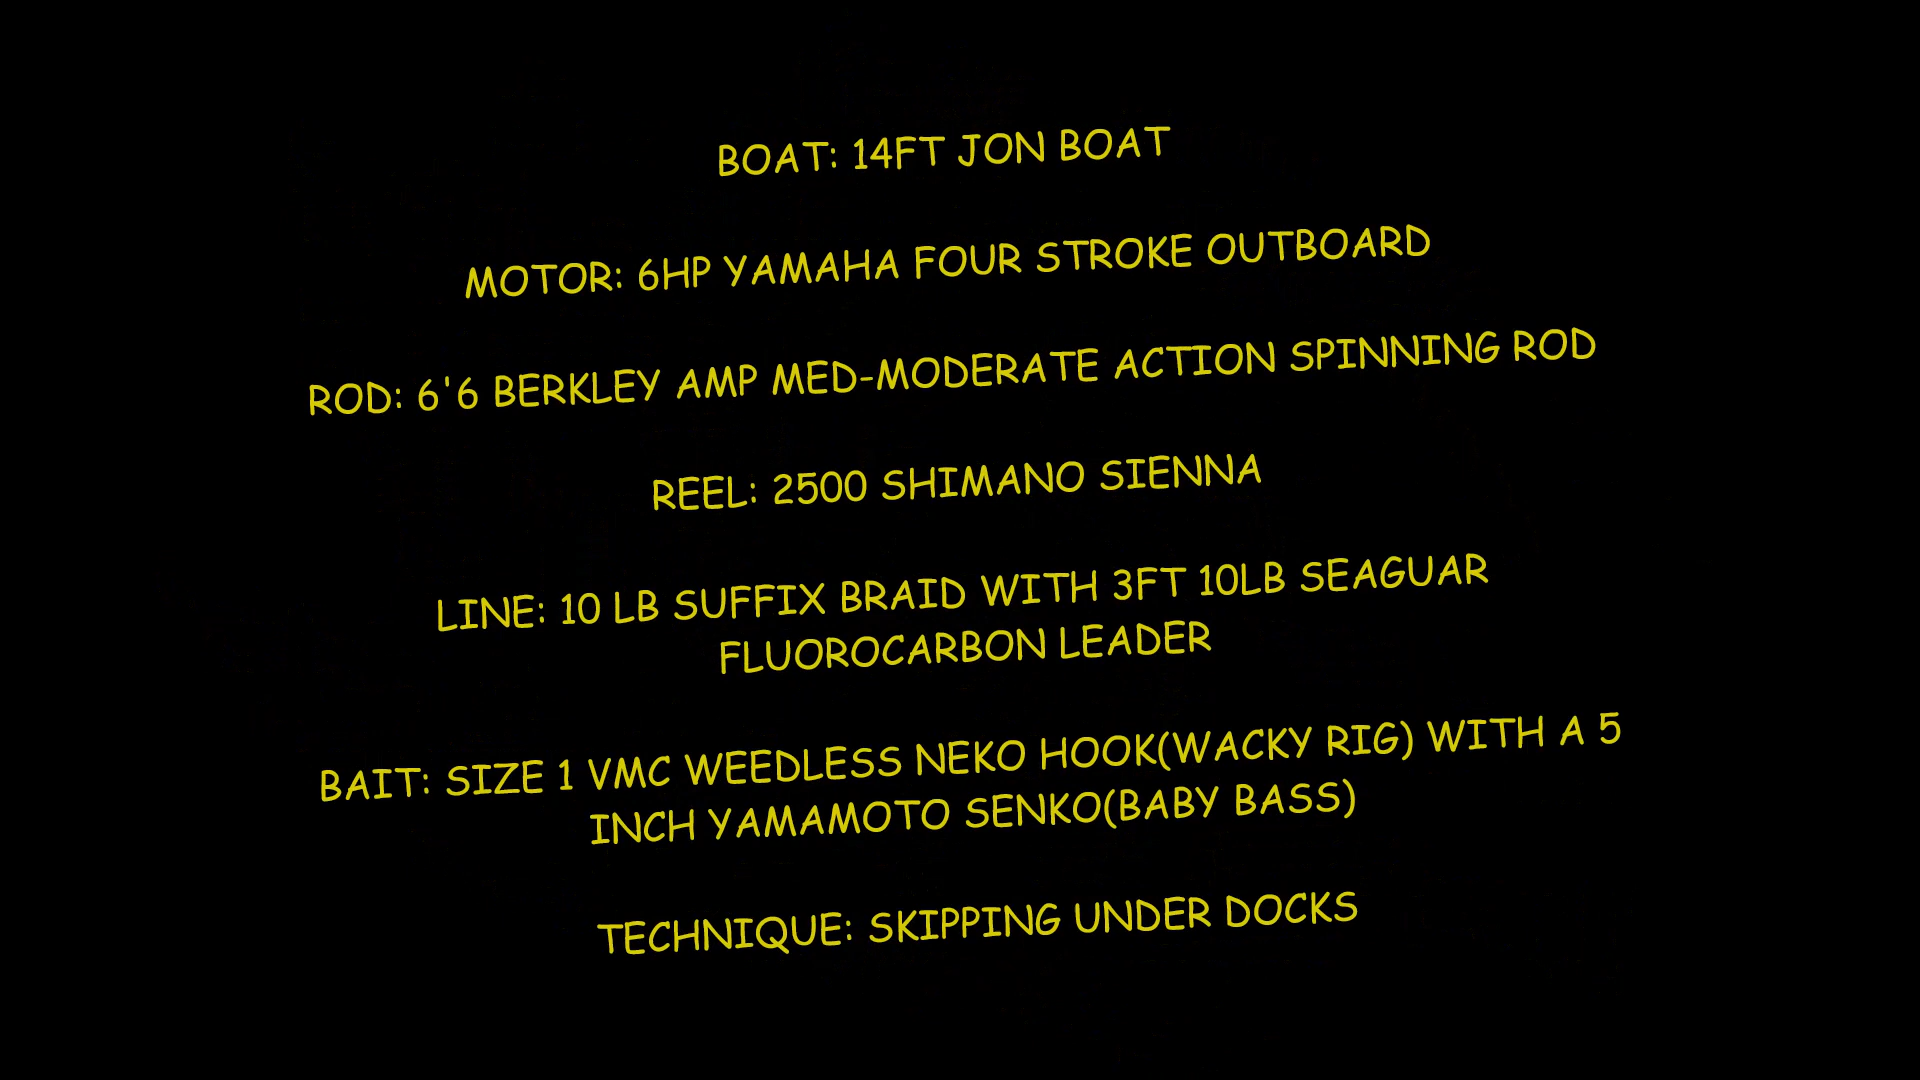 BOAT: 14FT JON BOAT
MOTOR: 6HP YAMAHA FOUR STROKE OUTBOARD
ROD: 6'6 BERKLEY AMP MED-MODERATE ACTION SPINNING ROD
REEL: 2500 SHIMANO SIENNA
LINE: 10 LB SUFFIX BRAID WITH 3FT 10LB SEAGUAR
FLUOROCARBON LEADER
BAIT: SIZE 1 VMC WEEDLESS NEKO HOOK(WACKY RIG) WITH A 5
INCH YAMAMOTO SENKO(BABY BASS)
TECHNIQUE: SKIPPING UNDER DOCKS